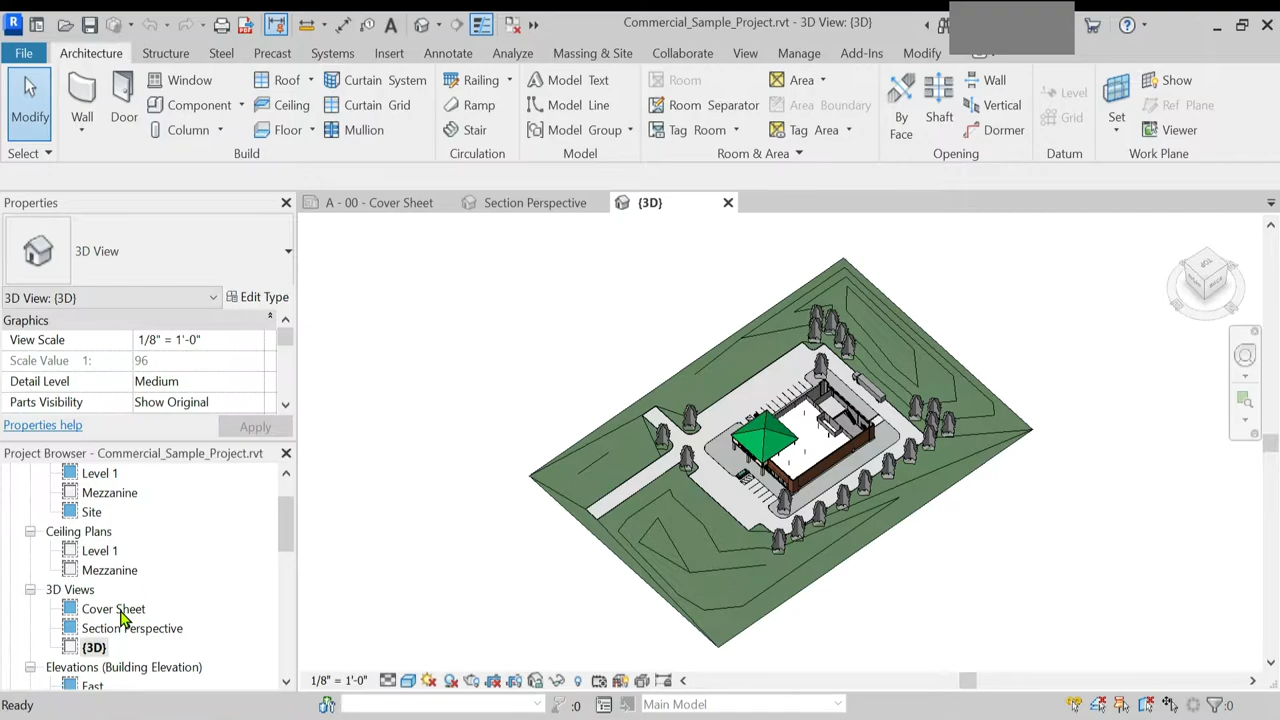 Commercial_Sample_Project.rvt - 3D View: {3D}
File Architecture Structure Steel Precast Systems Insert Annotate Analyze Massing & Site Collaborate View Manage Add-Ins Modify
Modify
Wall
Door
Window
Component
Column
Roof
Ceiling
Floor
Curtain System
Curtain Grid
Mullion
Railing
Ramp
Stair
Model Text
Model Line
Model Group
Room
Room Separator
Tag Room
Area
Area Boundary
Tag Area
By
Face
Shaft
Wall
Vertical
Dormer
Level
Grid
Set
Show
Ref Plane
Viewer
Select Build Circulation Model Room & Area Opening Datum Work Plane
Properties
A - 00 - Cover Sheet Section Perspective {3D}
3D View
3D View: {3D} Edit Type
Graphics
View Scale 1/8" = 1'-0"
Scale Value 1: 96
Detail Level Medium
Parts Visibility Show Original
Properties help Apply
Project Browser - Commercial_Sample_Project.rvt
Level 1
Mezzanine
Site
Ceiling Plans
Level 1
Mezzanine
3D Views
Cover Sheet
Section Perspective
{3D}
Elevations (Building Elevation)
East
TOP
1/8" = 1'-0"
Ready :0 Main Model :0